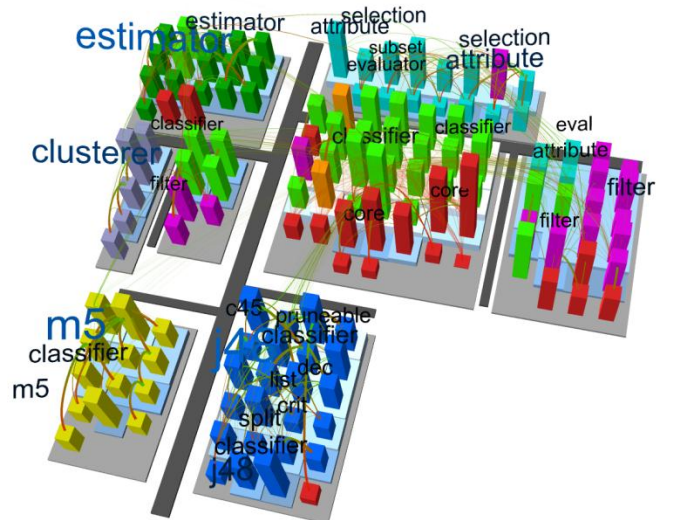 estimator
selection
attribute
estimator
subset
evaluator
selection
attribute
classifier
classifier
classifier
eval
attribute
clusterer
filter
core
filter
core
filter
m5
classifier
m5
c45
pruneable
classifier
j48
dec
list
crit
split
classifier
j48